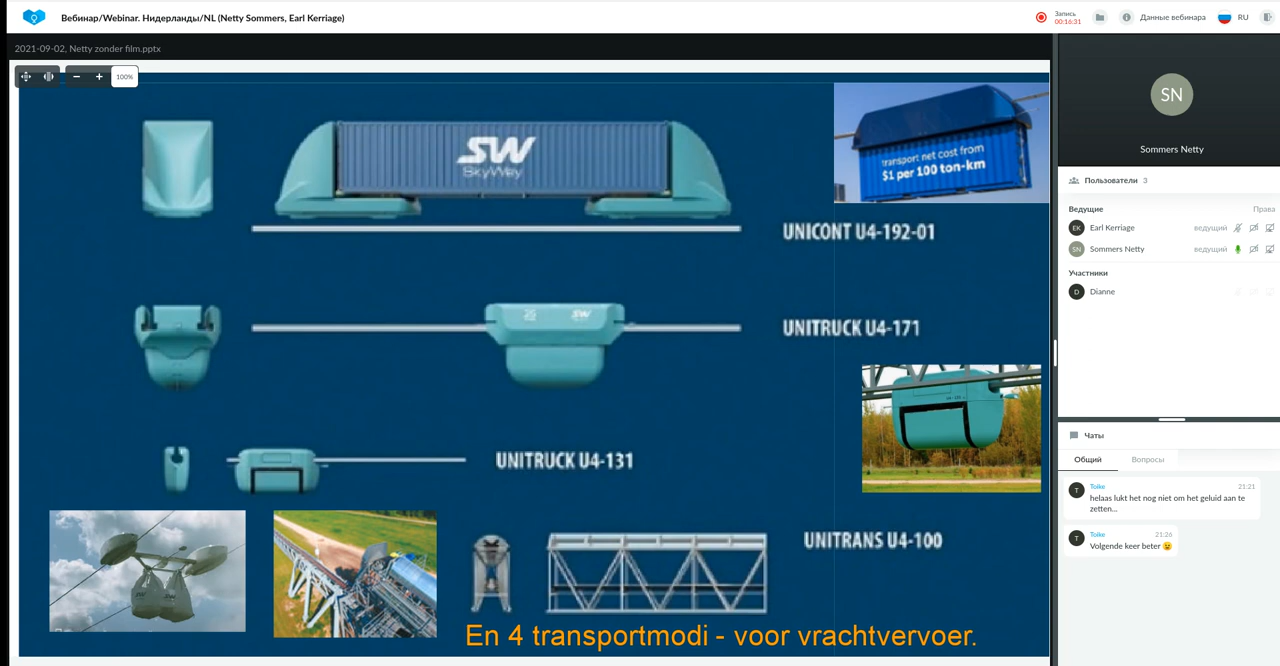 Вебинар/Webinar. Нидерланды/NL (Netty Sommers, Earl Kerriage)
Запись
00:16:31
Данные вебинара
RU
2021-09-02, Netty zonder film.pptx
100%
SW
SkyWay
transport net cost from
$1 per 100 ton-km
UNICONT U4-192-01
SW
UNITRUCK U4-171
UNITRUCK U4-131
UNITRANS U4-100
SW
En 4 transportmodi - voor vrachtvervoer.
SN
Sommers Netty
Пользователи 3
Ведущие Права
EK Earl Kerriage ведущий
SN Sommers Netty ведущий
Участники
D Dianne
Чаты
Общий Вопросы
T Toike 21:21
helaas lukt het nog niet om het geluid aan te
zetten...
T Toike 21:26
Volgende keer beter 😉